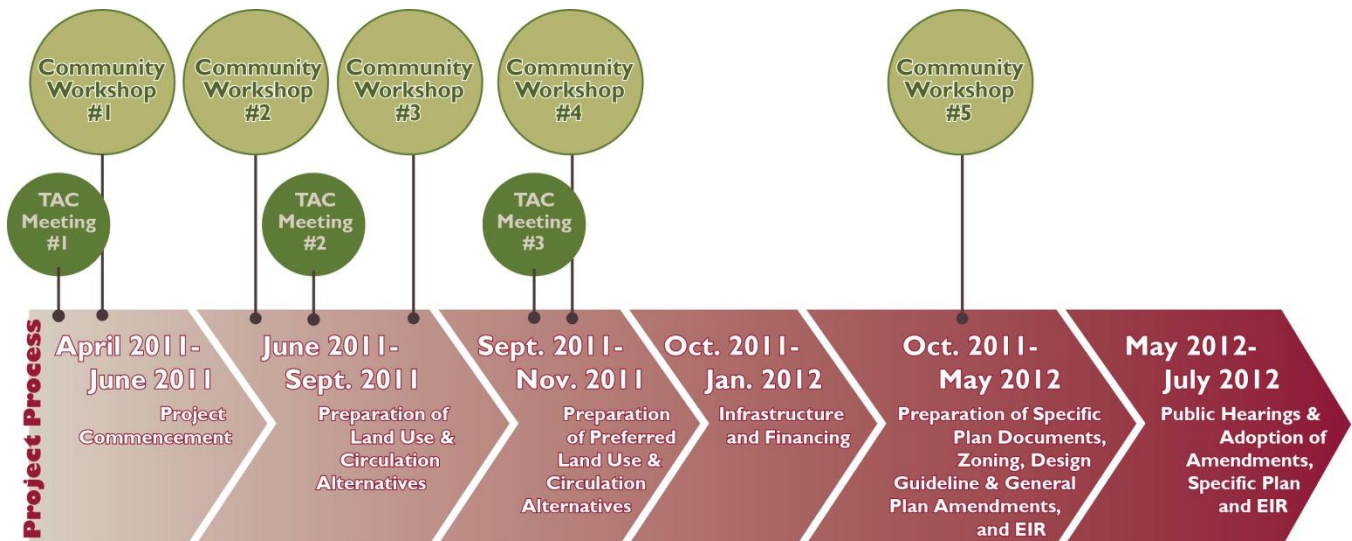 Community
Workshop
#1
Community
Workshop
#2
Community
Workshop
#3
Community
Workshop
#4
Community
Workshop
#5
TAC
Meeting
#1
TAC
Meeting
#2
TAC
Meeting
#3
Project Process
April 2011-
June 2011
Project
Commencement
June 2011-
Sept. 2011
Preparation of
Land Use &
Circulation
Alternatives
Sept. 2011-
Nov. 2011
Preparation
of Preferred
Land Use &
Circulation
Alternatives
Oct. 2011-
Jan. 2012
Infrastructure
and Financing
Oct. 2011-
May 2012
Preparation of Specific
Plan Documents,
Zoning, Design
Guideline & General
Plan Amendments,
and EIR
May 2012-
July 2012
Public Hearings &
Adoption of
Amendments,
Specific Plan
and EIR